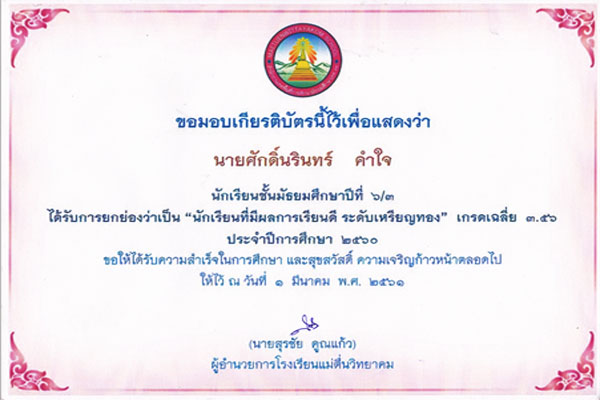 ขอมอบเกียรติบัตรนี้ไว้เพื่อแสดงว่า
นายศักดิ์นรินทร์ คำใจ
นักเรียนชั้นมัธยมศึกษาปีที่ ๖/๓
ได้รับการยกย่องว่าเป็น “นักเรียนที่มีผลการเรียนดี ระดับเหรียญทอง” เกรดเฉลี่ย ๓.๕๖
ประจำปีการศึกษา ๒๕๖๐
ขอให้ได้รับความสำเร็จในการศึกษา และสุขสวัสดิ์ ความเจริญก้าวหน้าตลอดไป
ให้ไว้ ณ วันที่ ๑ มีนาคม พ.ศ. ๒๕๖๑
(นายสุรชัย คูณแก้ว)
ผู้อำนวยการโรงเรียนแม่ตื่นวิทยาคม